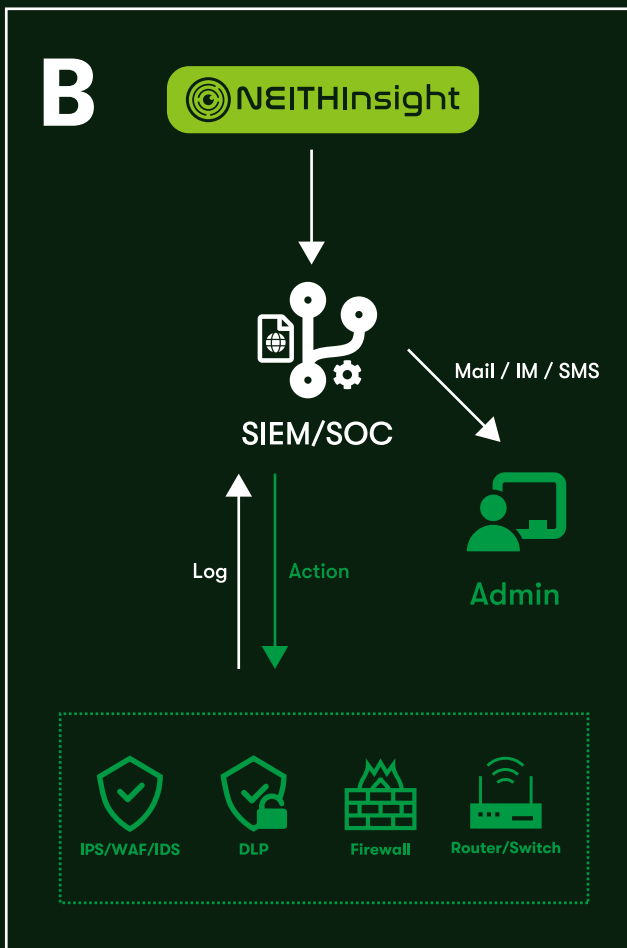 B
NEITHInsight
Mail / IM / SMS
SIEM/SOC
Log
Action
Admin
IPS/WAF/IDS
DLP
Firewall
Router/Switch